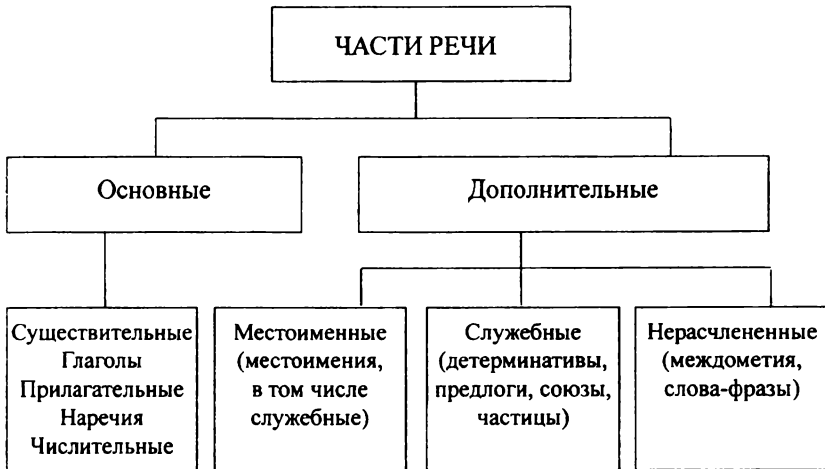 ЧАСТИ РЕЧИ
Основные
Дополнительные
Существительные
Глаголы
Прилагательные
Наречия
Числительные
Местоименные
(местоимения,
в том числе
служебные)
Служебные
(детерминативы,
предлоги, союзы,
частицы)
Нерасчлененные
(междометия,
слова-фразы)